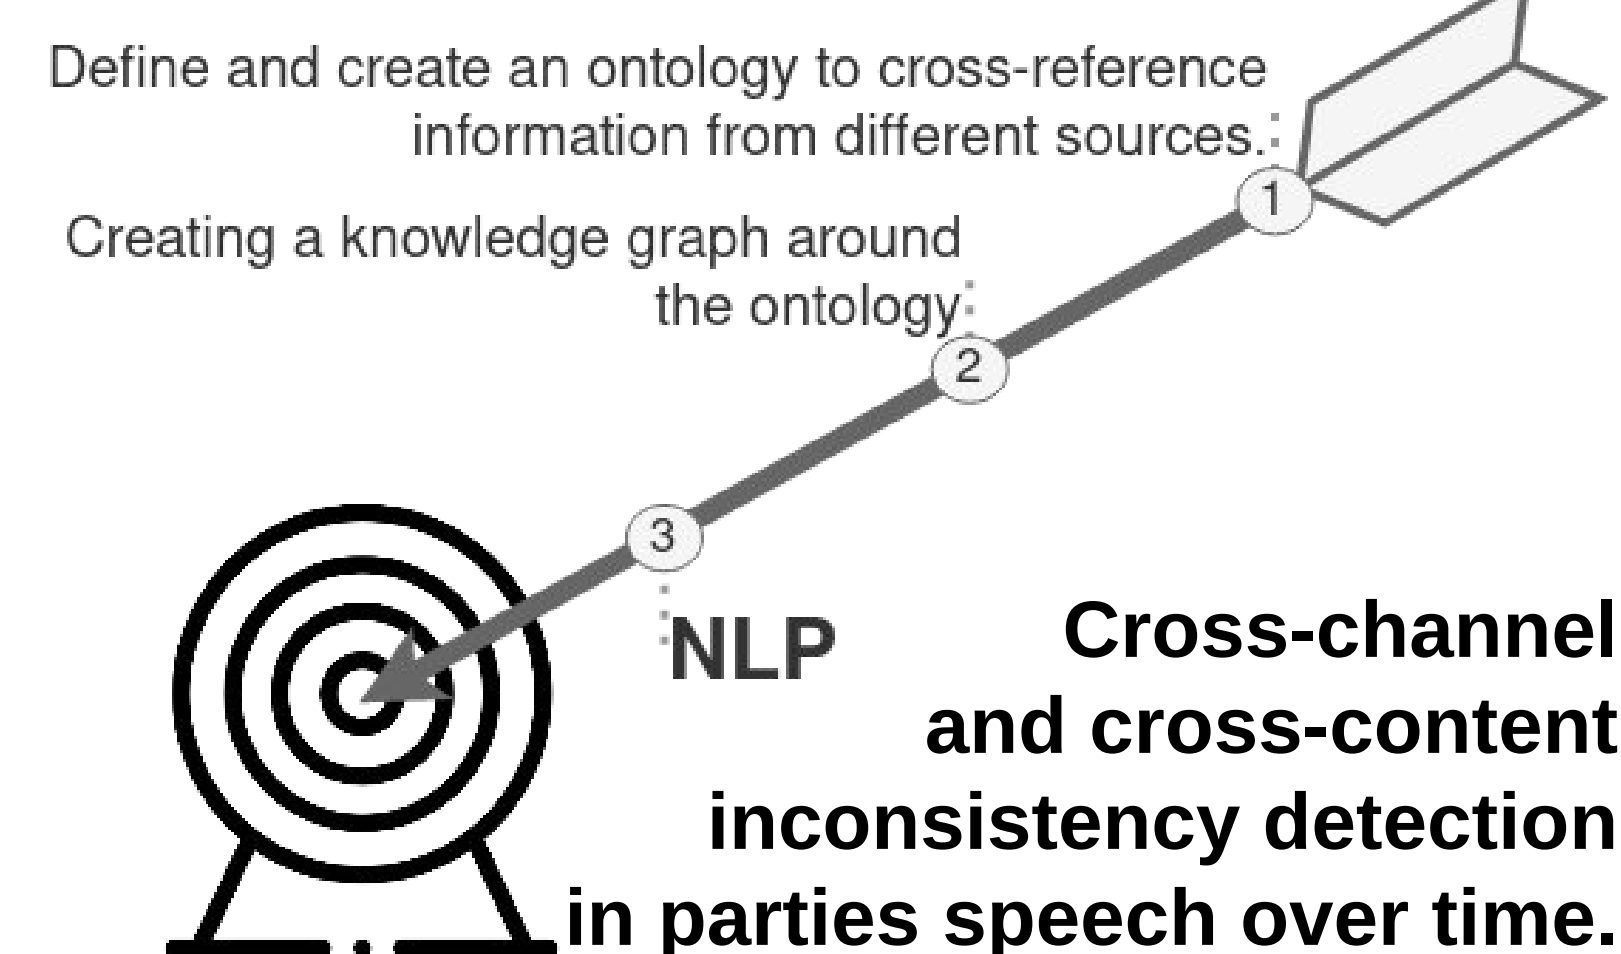 Define and create an ontology to cross-reference
information from different sources.
1
Creating a knowledge graph around
the ontology
2
3
NLP
Cross-channel
and cross-content
inconsistency detection
in parties speech over time.